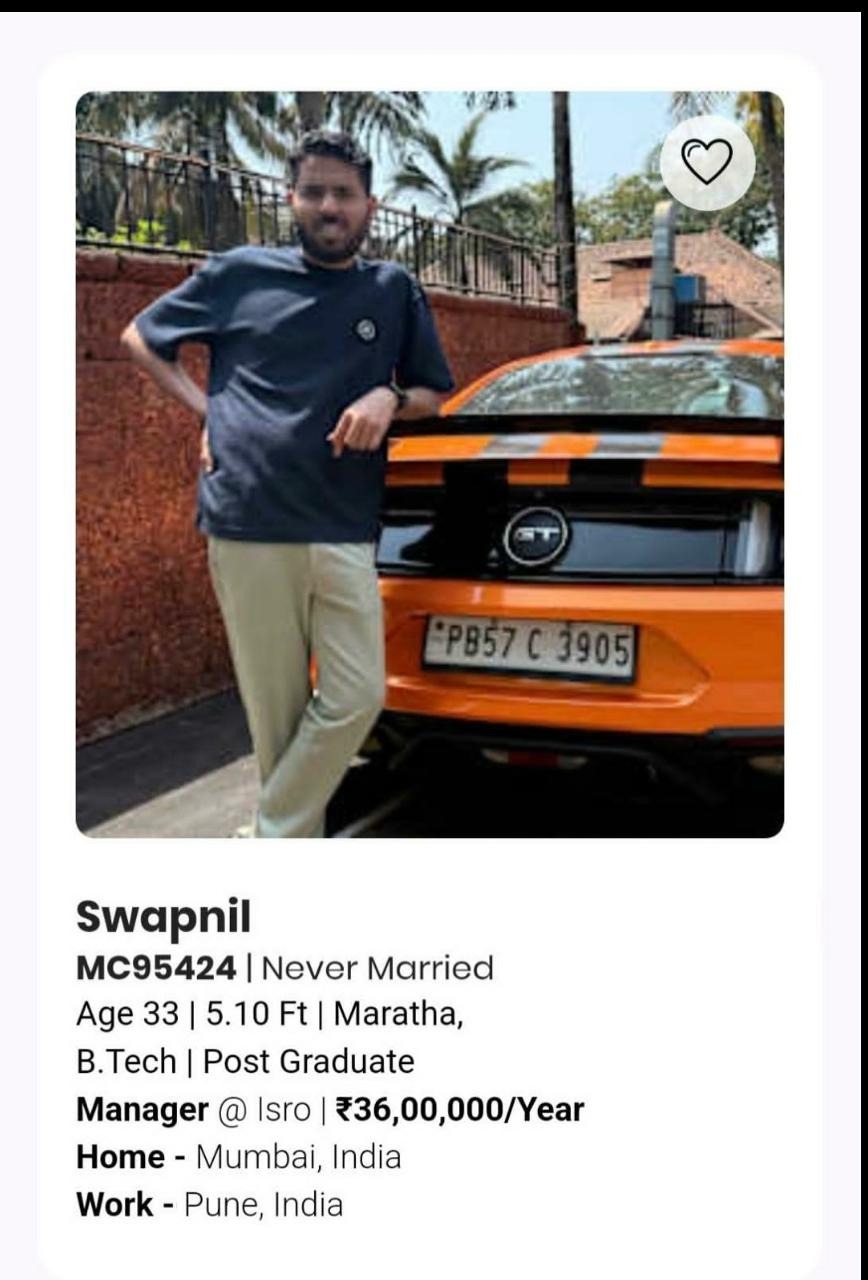 GT
PB57 C 3905
Swapnil
MC95424 | Never Married
Age 33 | 5.10 Ft | Maratha,
B.Tech | Post Graduate
Manager @ Isro | ₹36,00,000/Year
Home - Mumbai, India
Work - Pune, India